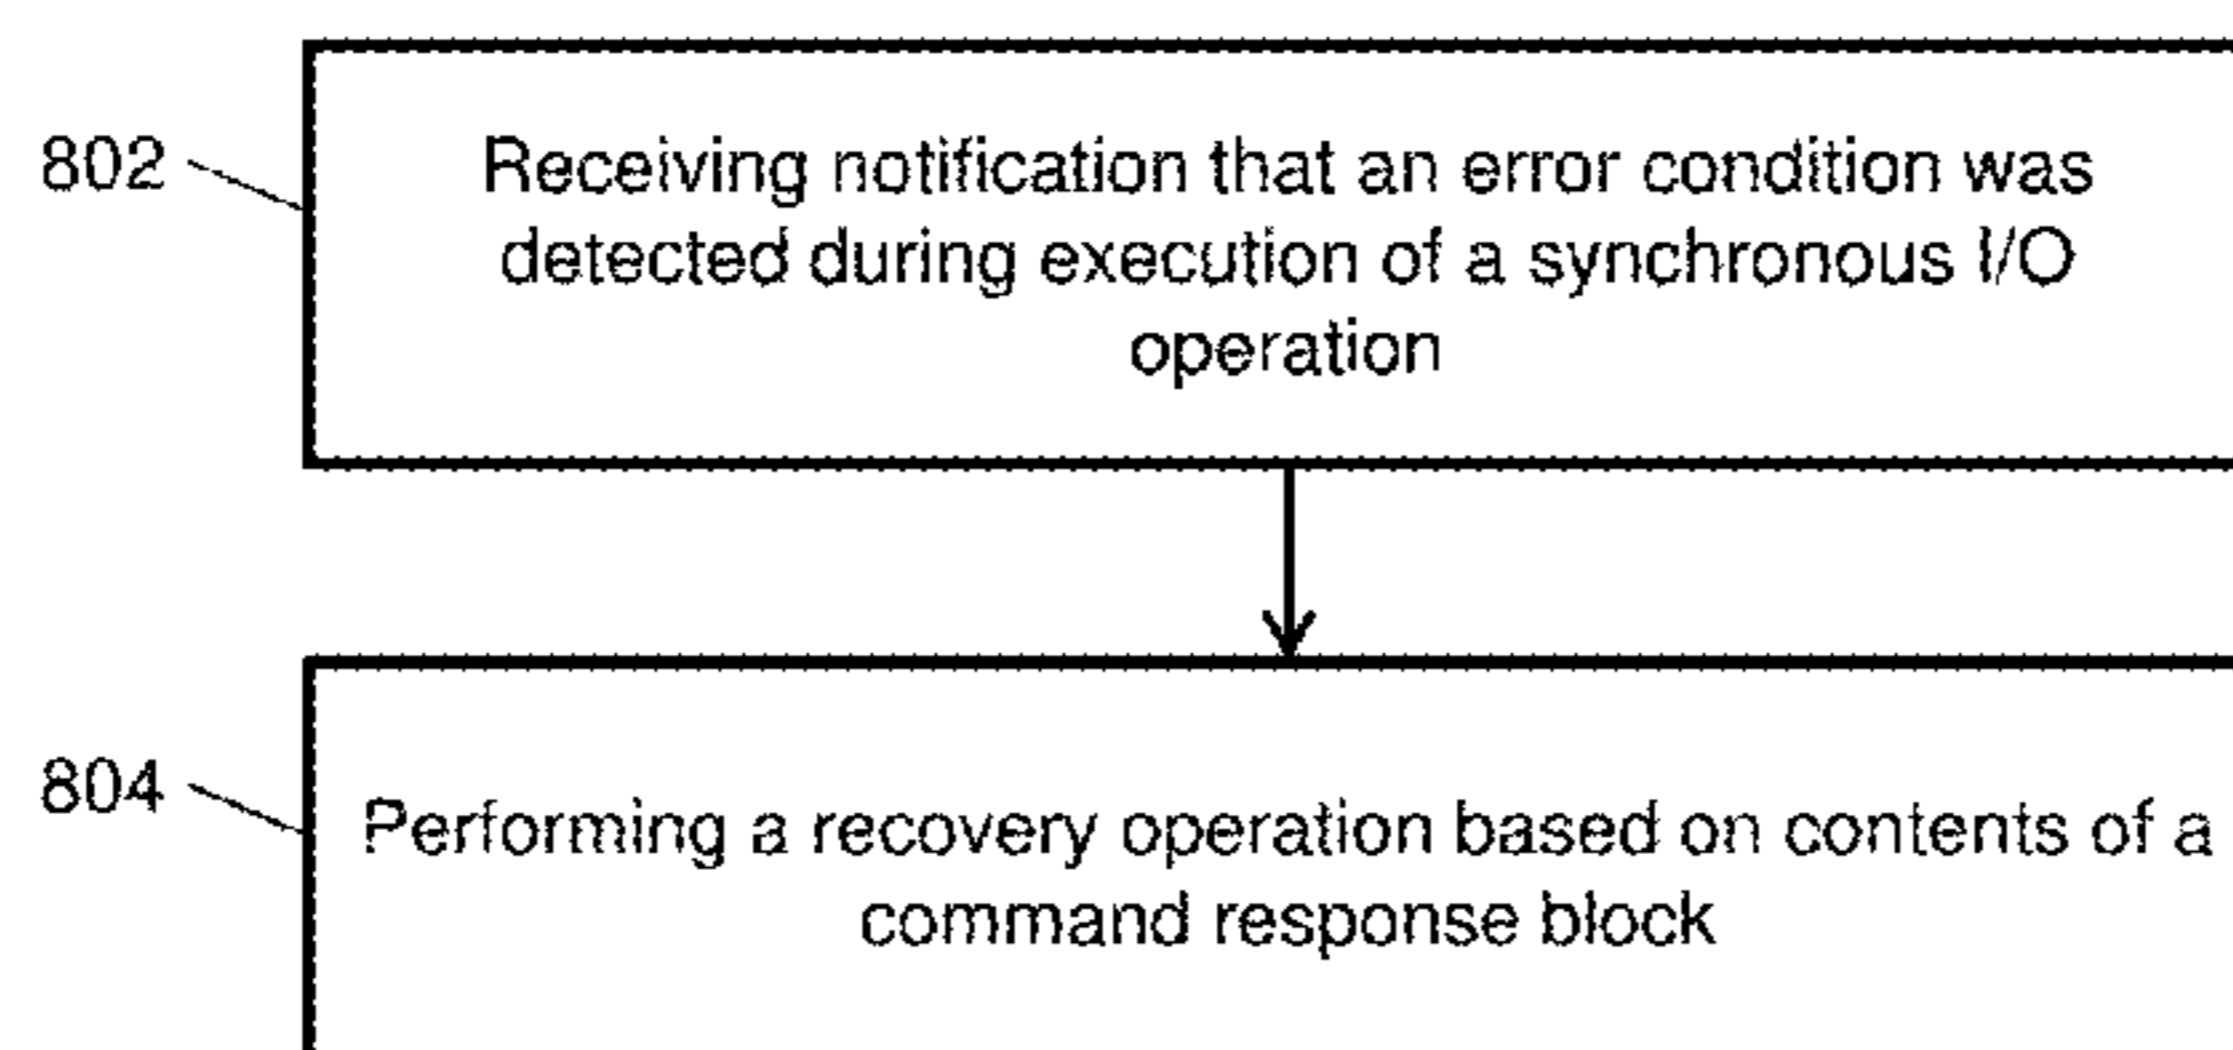 802
Receiving notification that an error condition was
detected during execution of a synchronous I/O
operation
804
Performing a recovery operation based on contents of a
command response block